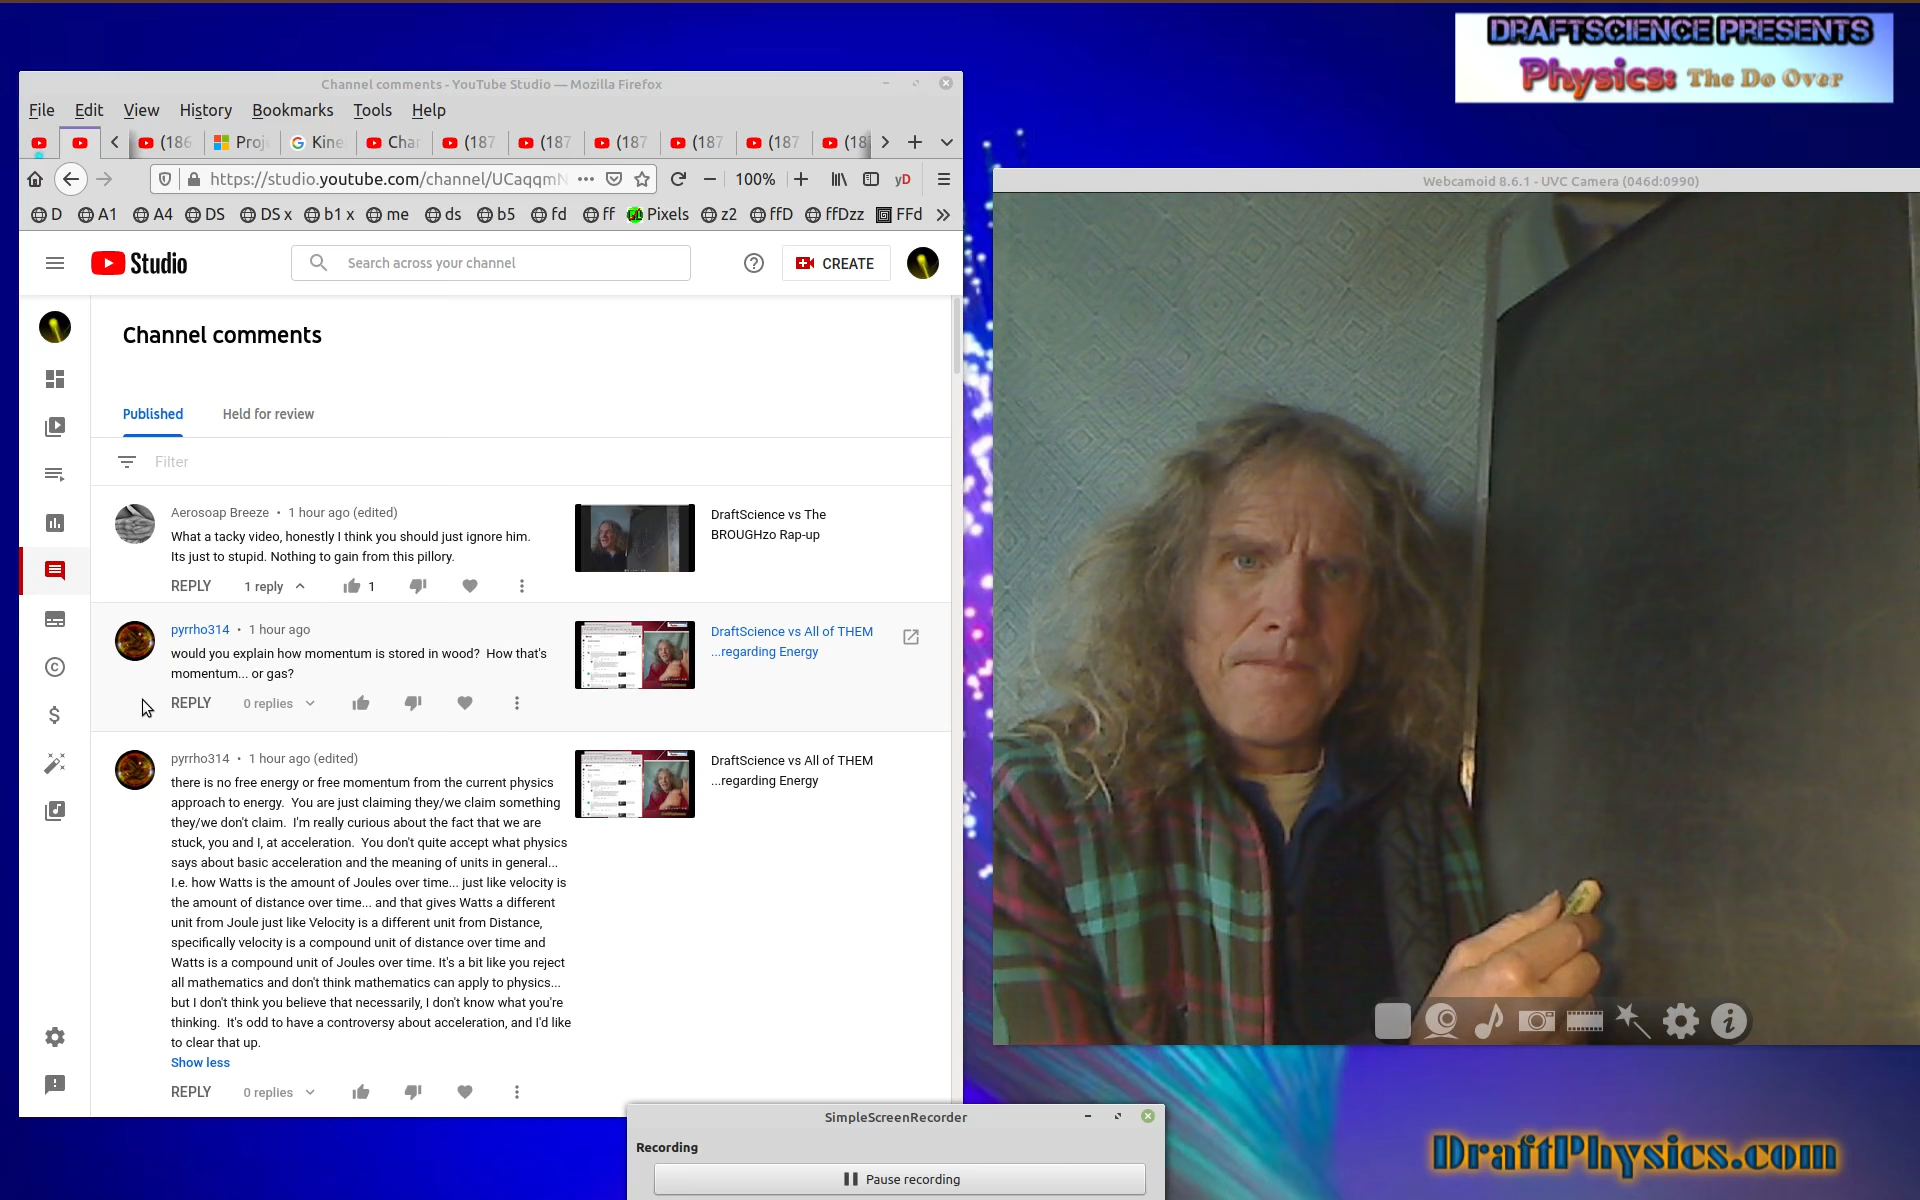 DRAFTSCIENCE PRESENTS
Physics: The Do Over
Channel comments - YouTube Studio — Mozilla Firefox
File Edit View History Bookmarks Tools Help
(186 Proj Kine Char (187 (187 (187 (187 (187 (18
https://studio.youtube.com/channel/UCaqqmN 100% yD
D A1 A4 DS DS x b1 x me ds b5 fd ff Pixels z2 ffD ffDzz FFd
Webcamoid 8.6.1 - UVC Camera (046d:0990)
Studio Search across your channel CREATE
Channel comments
Published Held for review
Filter
Aerosoap Breeze • 1 hour ago (edited)
What a tacky video, honestly I think you should just ignore him.
Its just to stupid. Nothing to gain from this pillory.
REPLY 1 reply 1
DraftScience vs The
BROUGHzo Rap-up
pyrrho314 • 1 hour ago
would you explain how momentum is stored in wood? How that's
momentum... or gas?
REPLY 0 replies
DraftScience vs All of THEM
...regarding Energy
pyrrho314 • 1 hour ago (edited)
there is no free energy or free momentum from the current physics
approach to energy. You are just claiming they/we claim something
they/we don't claim. I'm really curious about the fact that we are
stuck, you and I, at acceleration. You don't quite accept what physics
says about basic acceleration and the meaning of units in general...
I.e. how Watts is the amount of Joules over time... just like velocity is
the amount of distance over time... and that gives Watts a different
unit from Joule just like Velocity is a different unit from Distance,
specifically velocity is a compound unit of distance over time and
Watts is a compound unit of Joules over time. It's a bit like you reject
all mathematics and don't think mathematics can apply to physics...
but I don't think you believe that necessarily, I don't know what you're
thinking. It's odd to have a controversy about acceleration, and I'd like
to clear that up.
Show less
REPLY 0 replies
DraftScience vs All of THEM
...regarding Energy
SimpleScreenRecorder
Recording
Pause recording
DraftPhysics.com